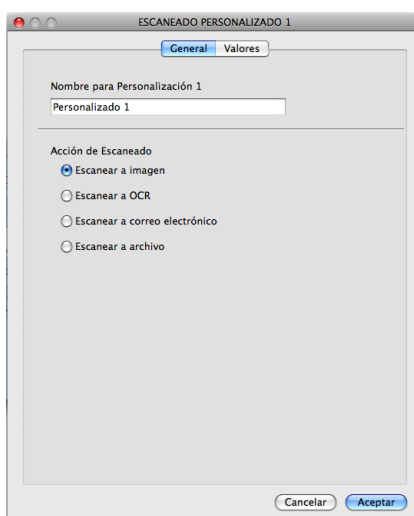 ESCANEADO PERSONALIZADO 1
General Valores
Nombre para Personalización 1
Personalizado 1
Acción de Escaneado
Escanear a imagen
Escanear a OCR
Escanear a correo electrónico
Escanear a archivo
Cancelar Aceptar